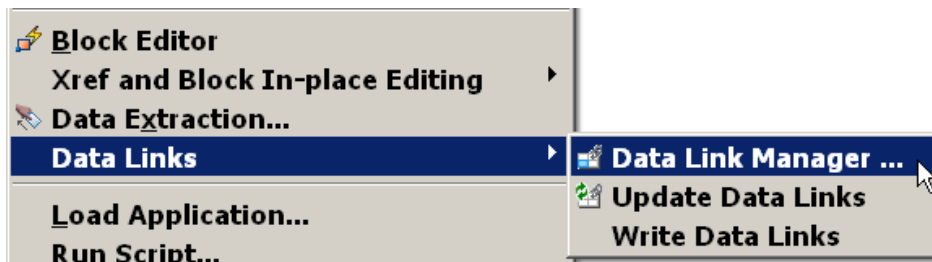 Block Editor
Xref and Block In-place Editing
Data Extraction...
Data Links
Data Link Manager ...
Update Data Links
Write Data Links
Load Application...
Run Script...